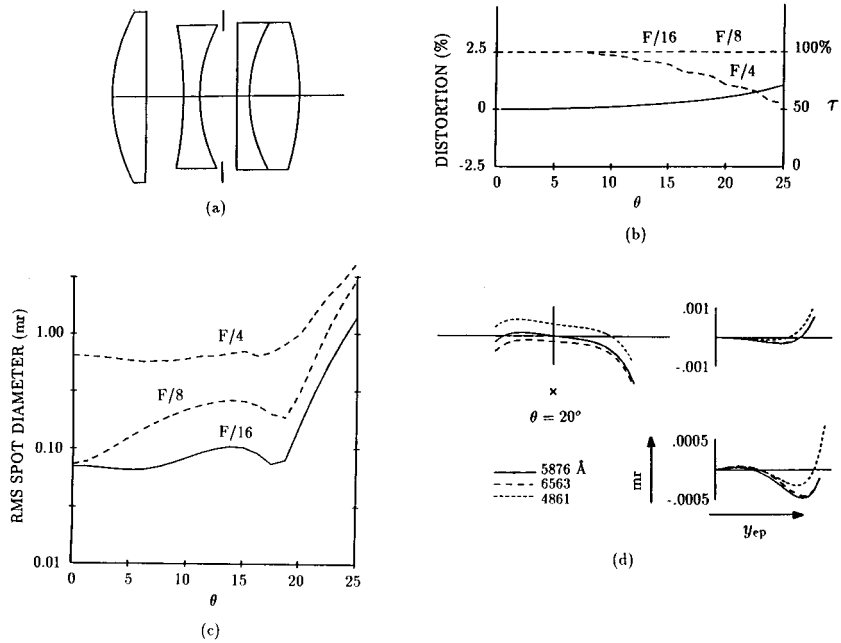 (a)
DISTORTION (%)
2.5
0
-2.5
F/16
F/8
F/4
100%
50
τ
0
0
5
10
15
20
25
θ
(b)
RMS SPOT DIAMETER (mr)
1.00
0.10
0.01
F/4
F/8
F/16
0
5
10
15
20
25
θ
(c)
×
θ = 20°
5876 Å
6563
4861
.001
-.001
mr
.0005
-.0005
yep
(d)